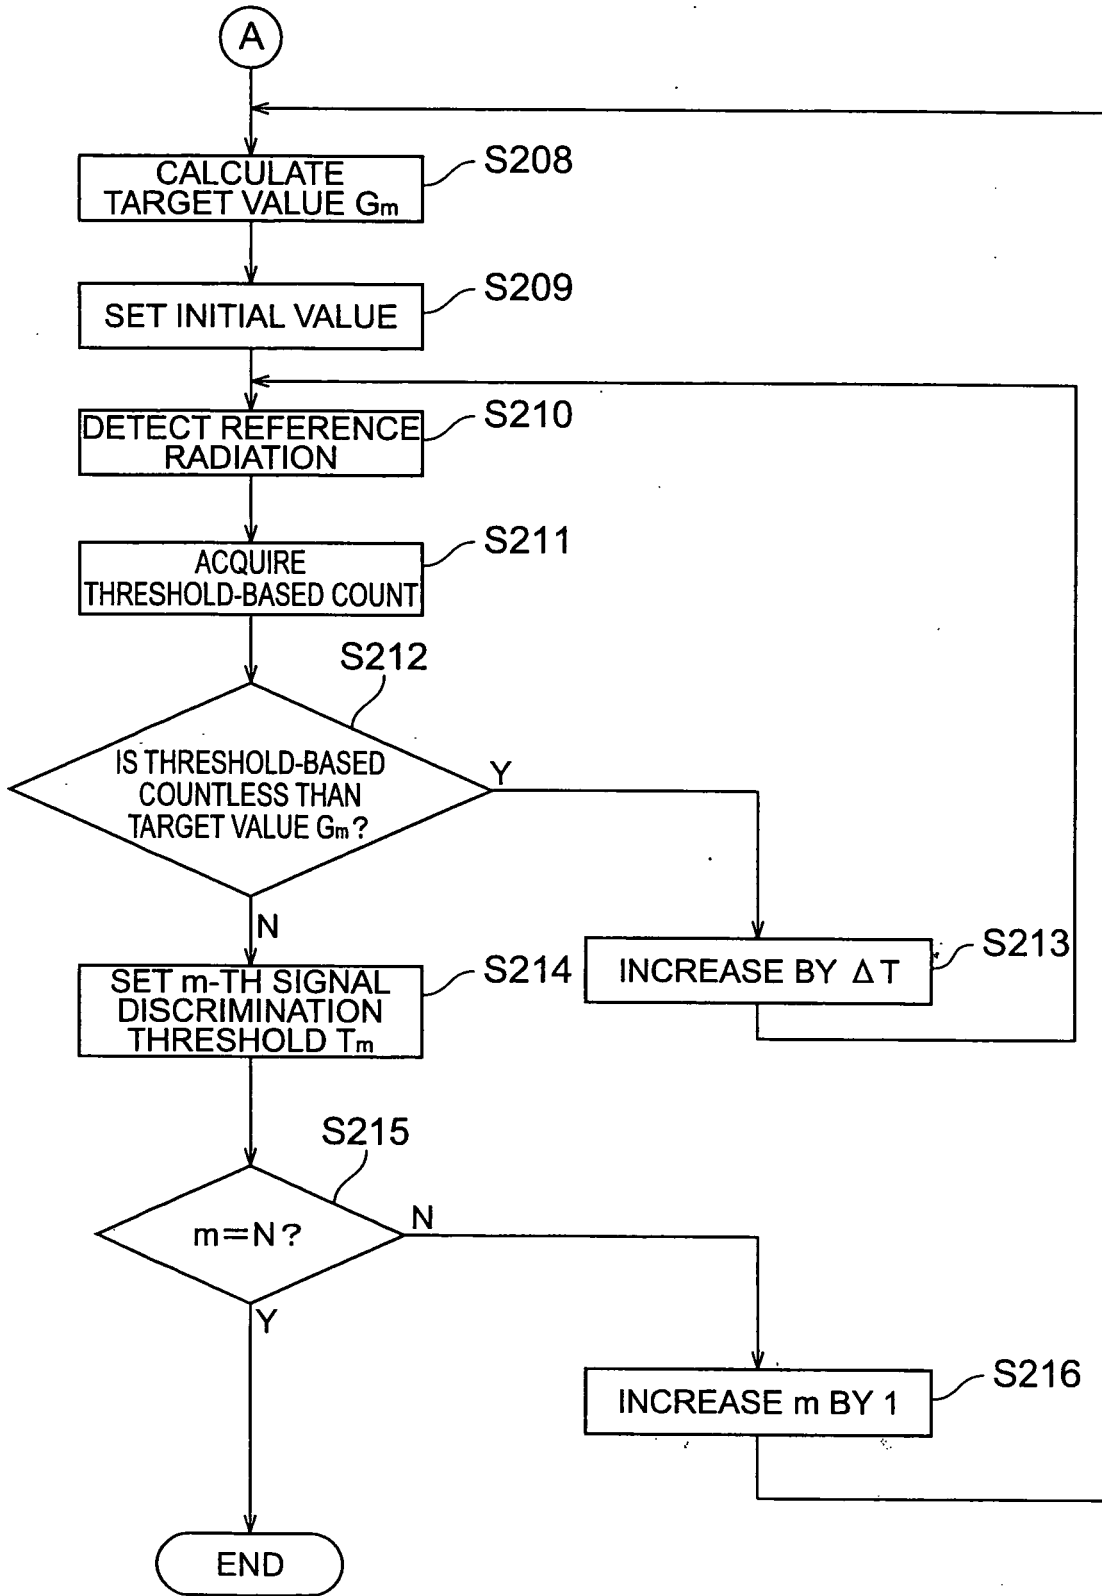 A
CALCULATE
TARGET VALUE Gm
S208
SET INITIAL VALUE
S209
DETECT REFERENCE
RADIATION
S210
ACQUIRE
THRESHOLD-BASED COUNT
S211
S212
IS THRESHOLD-BASED
COUNTLESS THAN
TARGET VALUE Gm?
Y
N
INCREASE BY ΔT
S213
SET m-TH SIGNAL
DISCRIMINATION
THRESHOLD Tm
S214
S215
m=N?
N
Y
INCREASE m BY 1
S216
END